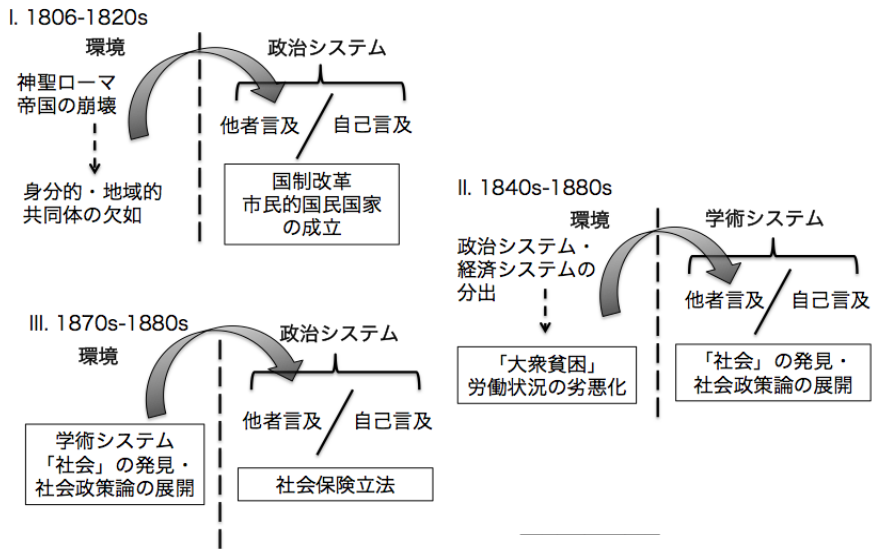 I. 1806-1820s
環境
政治システム
神聖ローマ
帝国の崩壊
他者言及
自己言及
身分的・地域的
共同体の欠如
国制改革
市民的国民国家
の成立
II. 1840s-1880s
環境
学術システム
政治システム・
経済システムの
分出
他者言及
自己言及
「大衆貧困」
労働状況の劣悪化
「社会」の発見・
社会政策論の展開
III. 1870s-1880s
環境
政治システム
他者言及
自己言及
学術システム
「社会」の発見・
社会政策論の展開
社会保険立法